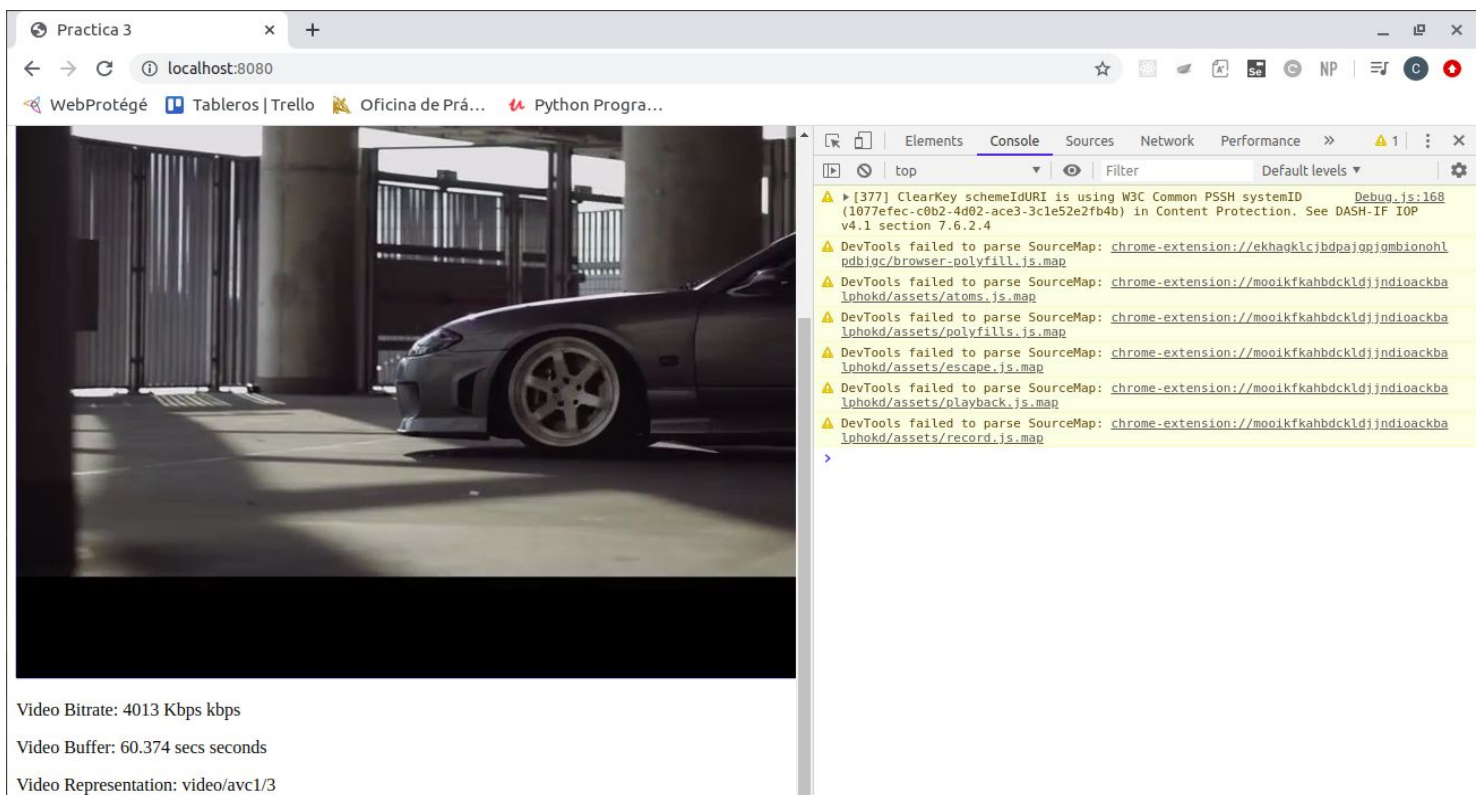 Practica 3
localhost:8080
NP
C
WebProtégé Tableros | Trello Oficina de Prá... Python Progra...
Elements Console Sources Network Performance » 1
top Filter Default levels
[377] ClearKey schemeIdURI is using W3C Common PSSH systemID Debug.js:168
(1077efec-c0b2-4d02-ace3-3c1e52e2fb4b) in Content Protection. See DASH-IF IOP
v4.1 section 7.6.2.4
DevTools failed to parse SourceMap: chrome-extension://ekhagklcjbdpajgpjgmbionohl
pdbjgc/browser-polyfill.js.map
DevTools failed to parse SourceMap: chrome-extension://mooikfkahbdckldjjndioackba
lphokd/assets/atoms.js.map
DevTools failed to parse SourceMap: chrome-extension://mooikfkahbdckldjjndioackba
lphokd/assets/polyfills.js.map
DevTools failed to parse SourceMap: chrome-extension://mooikfkahbdckldjjndioackba
lphokd/assets/escape.js.map
DevTools failed to parse SourceMap: chrome-extension://mooikfkahbdckldjjndioackba
lphokd/assets/playback.js.map
DevTools failed to parse SourceMap: chrome-extension://mooikfkahbdckldjjndioackba
lphokd/assets/record.js.map
Video Bitrate: 4013 Kbps kbps
Video Buffer: 60.374 secs seconds
Video Representation: video/avc1/3